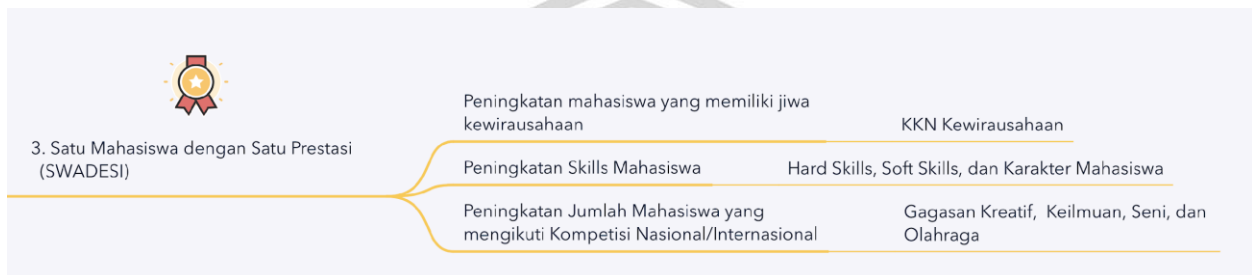 3. Satu Mahasiswa dengan Satu Prestasi
(SWADESI)
Peningkatan mahasiswa yang memiliki jiwa
kewirausahaan
KKN Kewirausahaan
Peningkatan Skills Mahasiswa
Hard Skills, Soft Skills, dan Karakter Mahasiswa
Peningkatan Jumlah Mahasiswa yang
mengikuti Kompetisi Nasional/Internasional
Gagasan Kreatif, Keilmuan, Seni, dan
Olahraga